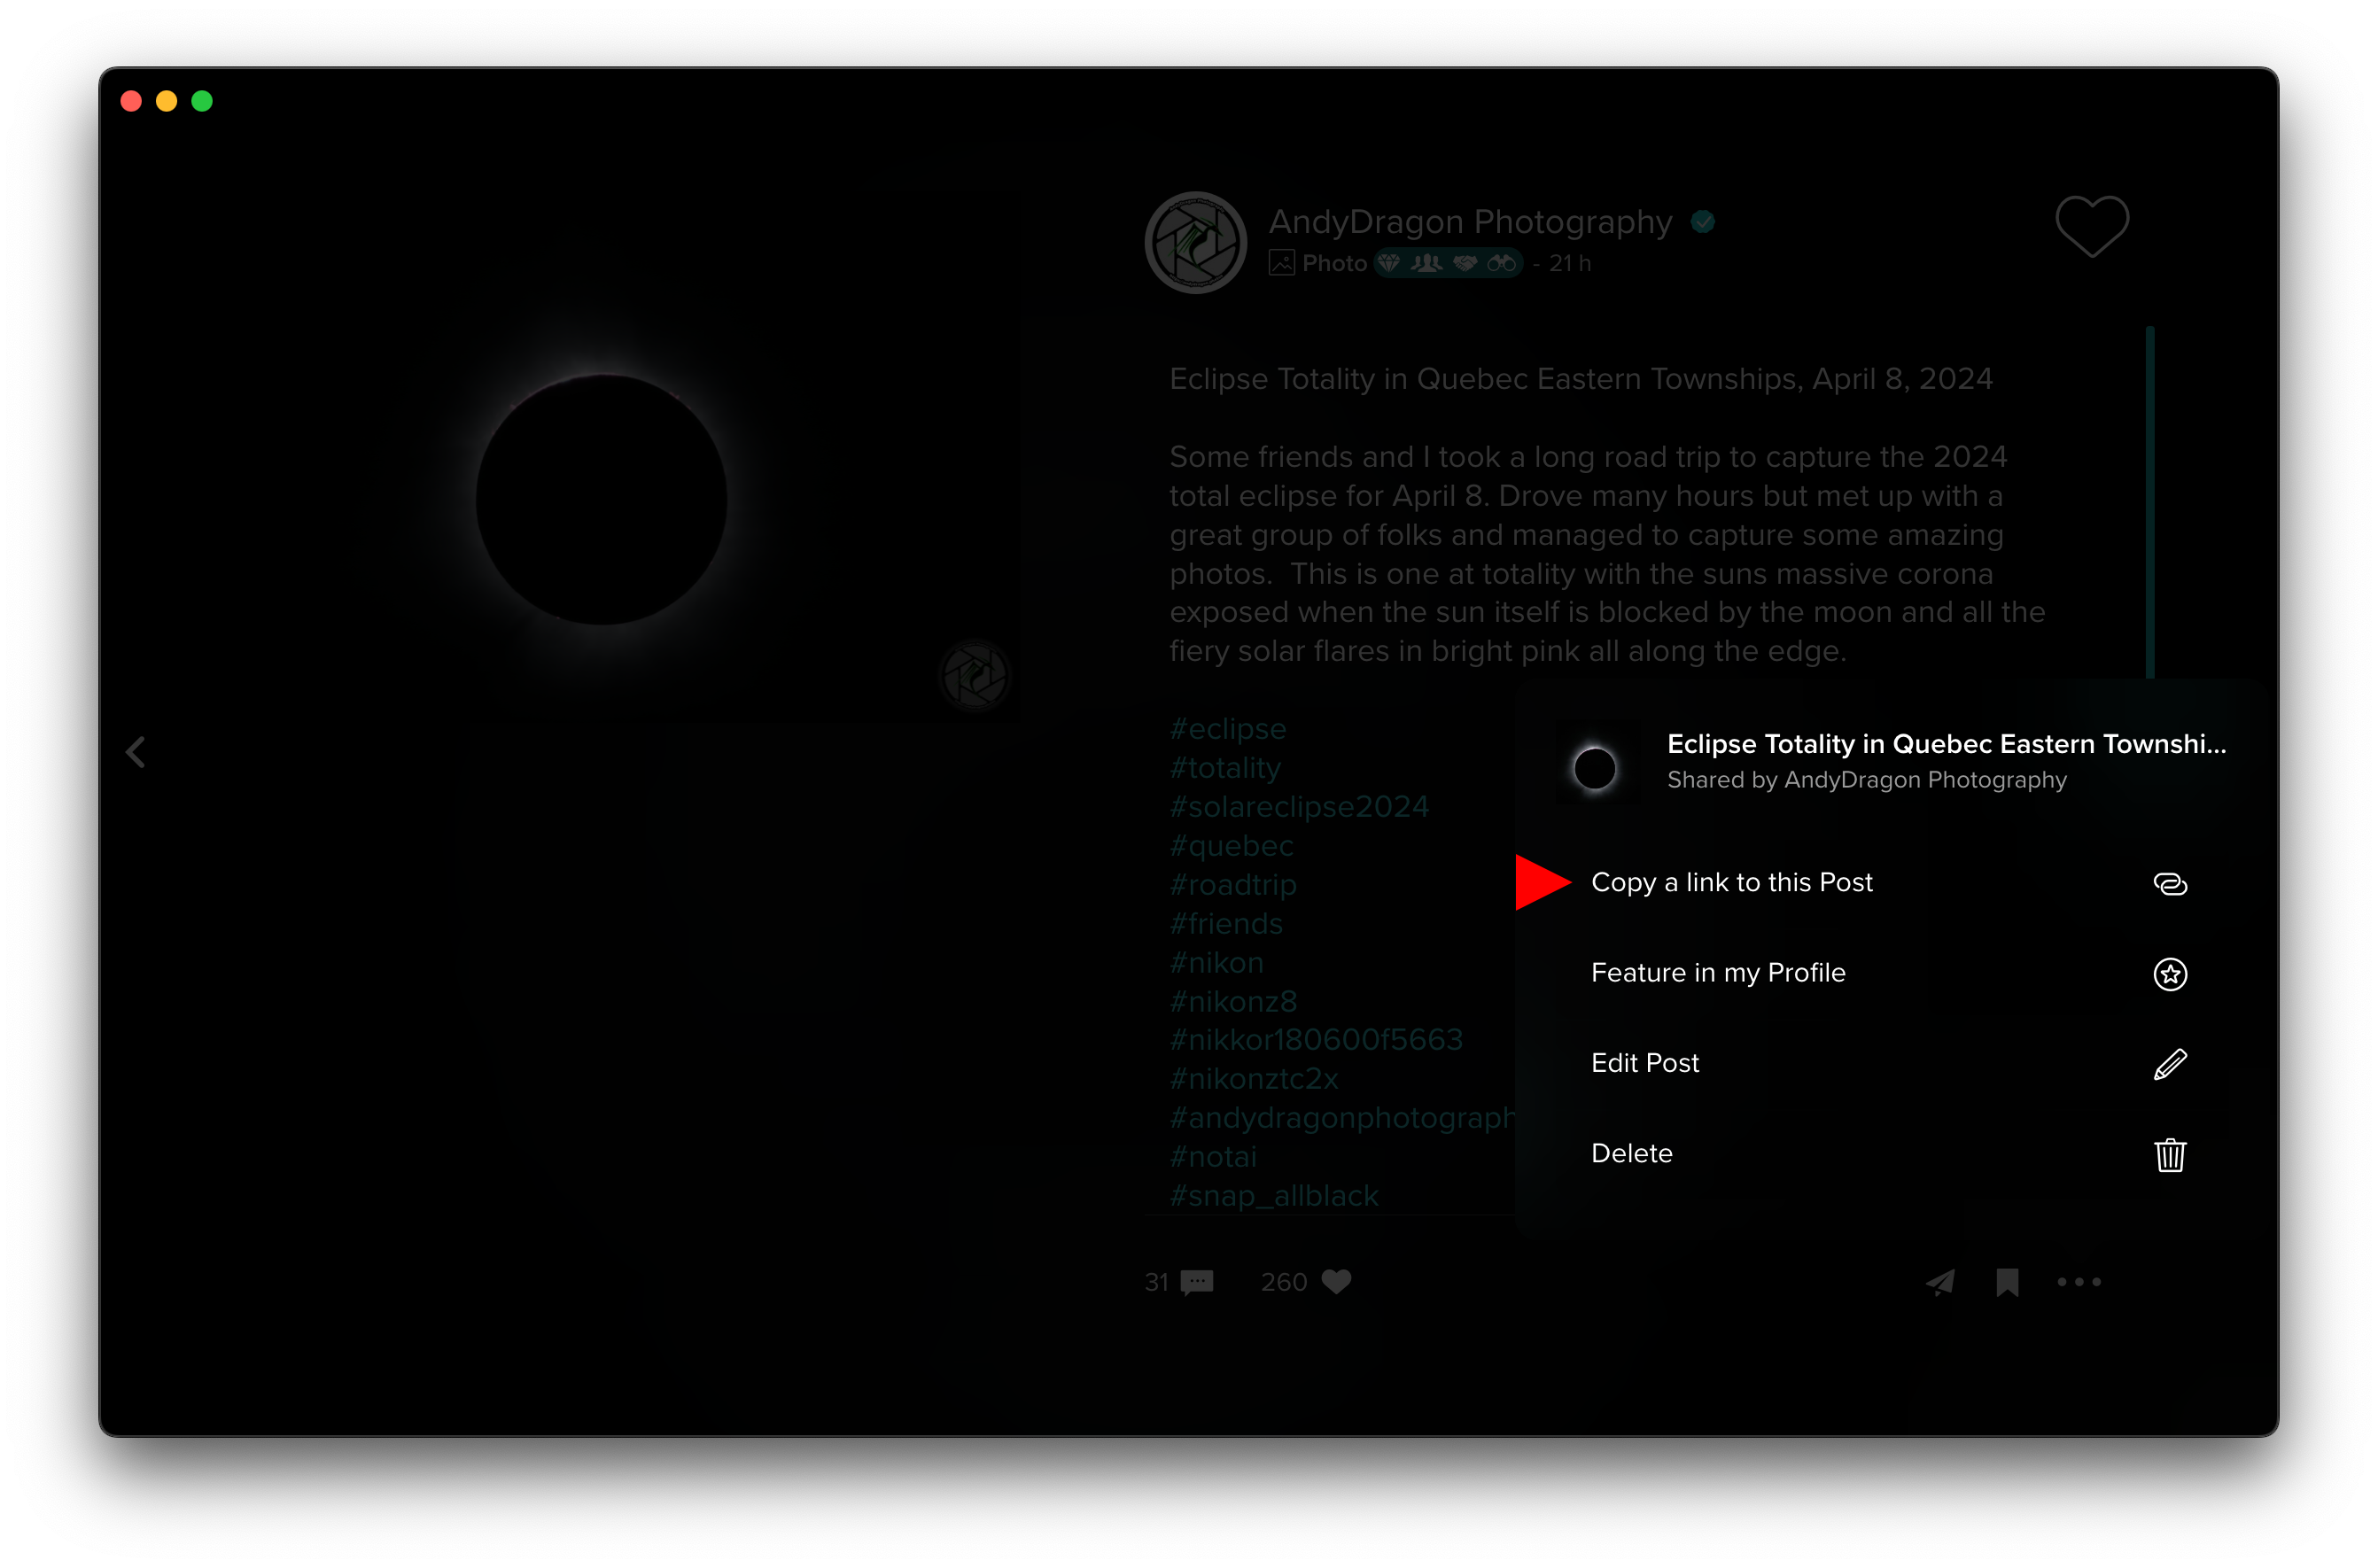 AndyDragon Photography
Photo - 21 h
Eclipse Totality in Quebec Eastern Townships, April 8, 2024
Some friends and I took a long road trip to capture the 2024
total eclipse for April 8. Drove many hours but met up with a
great group of folks and managed to capture some amazing
photos.  This is one at totality with the suns massive corona
exposed when the sun itself is blocked by the moon and all the
fiery solar flares in bright pink all along the edge.
#eclipse
#totality
#solareclipse2024
#quebec
#roadtrip
#friends
#nikon
#nikonz8
#nikkor180600f5663
#nikonztc2x
#andydragonphotograph
#notai
#snap_allblack
31
260
Eclipse Totality in Quebec Eastern Townshi...
Shared by AndyDragon Photography
Copy a link to this Post
Feature in my Profile
Edit Post
Delete